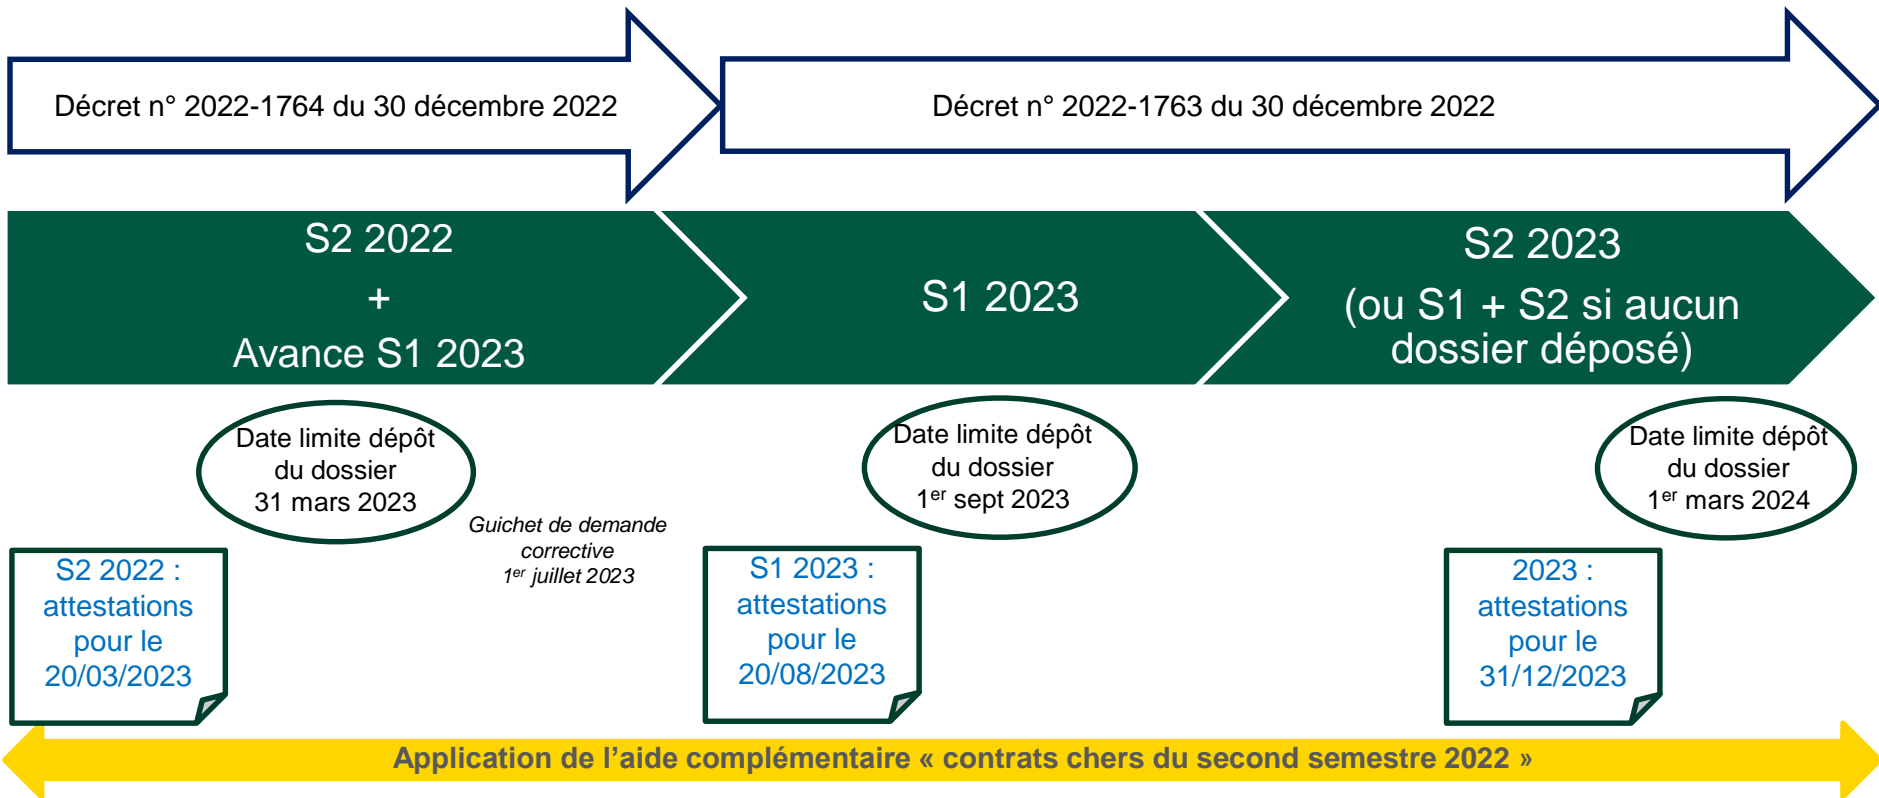 Décret n° 2022-1764 du 30 décembre 2022
Décret n° 2022-1763 du 30 décembre 2022
S2 2022
+
Avance S1 2023
S1 2023
S2 2023
(ou S1 + S2 si aucun
dossier déposé)
Date limite dépôt
du dossier
31 mars 2023
Guichet de demande
corrective
1er juillet 2023
Date limite dépôt
du dossier
1er sept 2023
Date limite dépôt
du dossier
1er mars 2024
S2 2022 :
attestations
pour le
20/03/2023
S1 2023 :
attestations
pour le
20/08/2023
2023 :
attestations
pour le
31/12/2023
Application de l’aide complémentaire « contrats chers du second semestre 2022 »